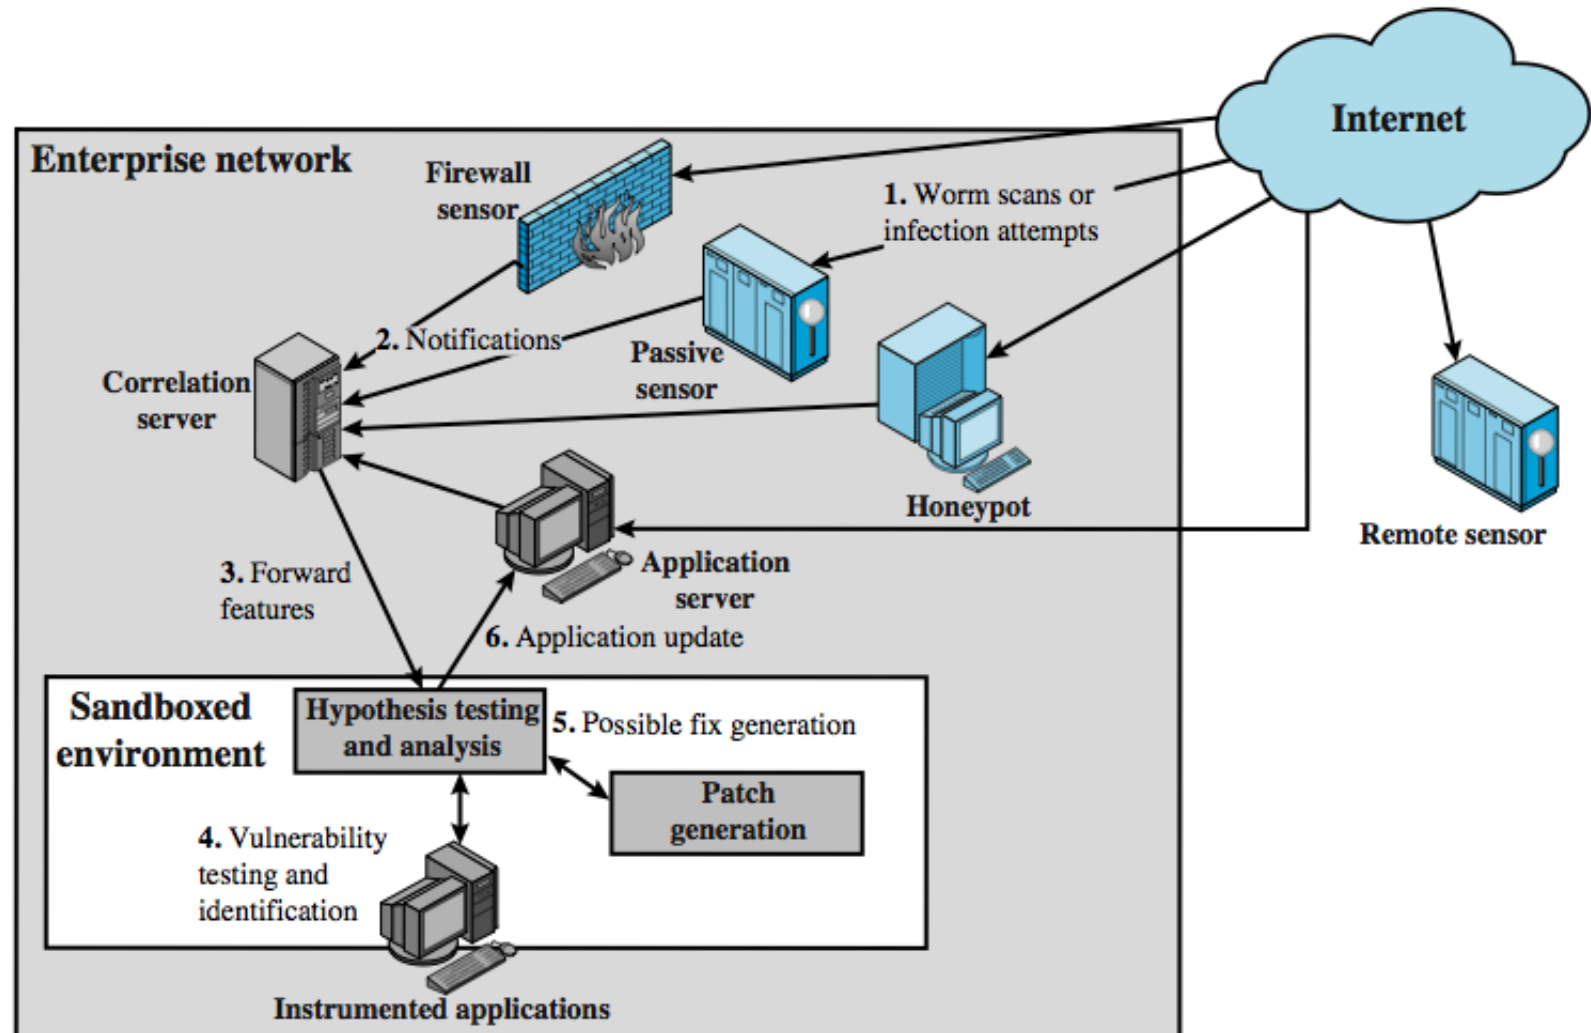 Internet
Enterprise network
Firewall
sensor
1. Worm scans or
infection attempts
2. Notifications
Passive
sensor
Correlation
server
Honeypot
Remote sensor
Application
server
3. Forward
features
6. Application update
Sandboxed
environment
Hypothesis testing
and analysis
5. Possible fix generation
Patch
generation
4. Vulnerability
testing and
identification
Instrumented applications